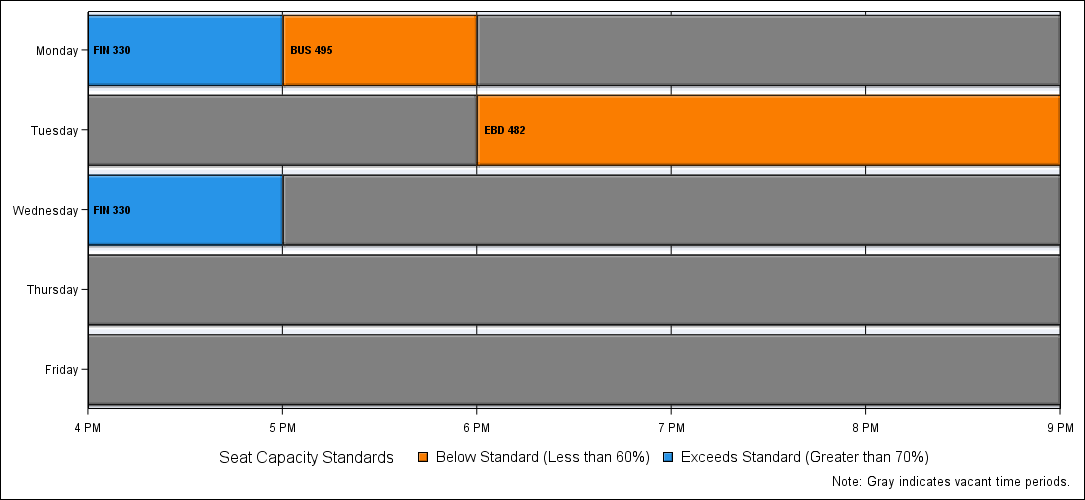 Monday
FIN 330
BUS 495
Tuesday
EBD 482
Wednesday
FIN 330
Thursday
Friday
4 PM 5 PM 6 PM 7 PM 8 PM 9 PM
Seat Capacity Standards Below Standard (Less than 60%) Exceeds Standard (Greater than 70%)
Note: Gray indicates vacant time periods.